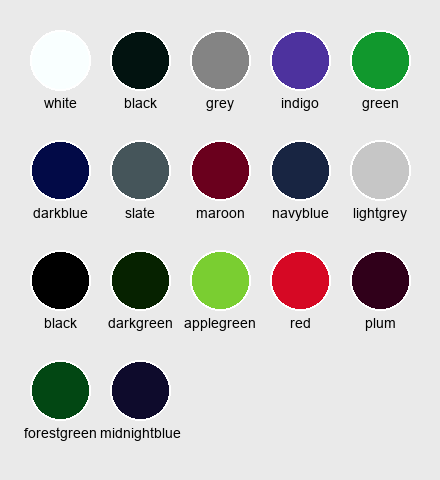 white black grey indigo green
darkblue slate maroon navyblue lightgrey
black darkgreen applegreen red plum
forestgreen midnightblue